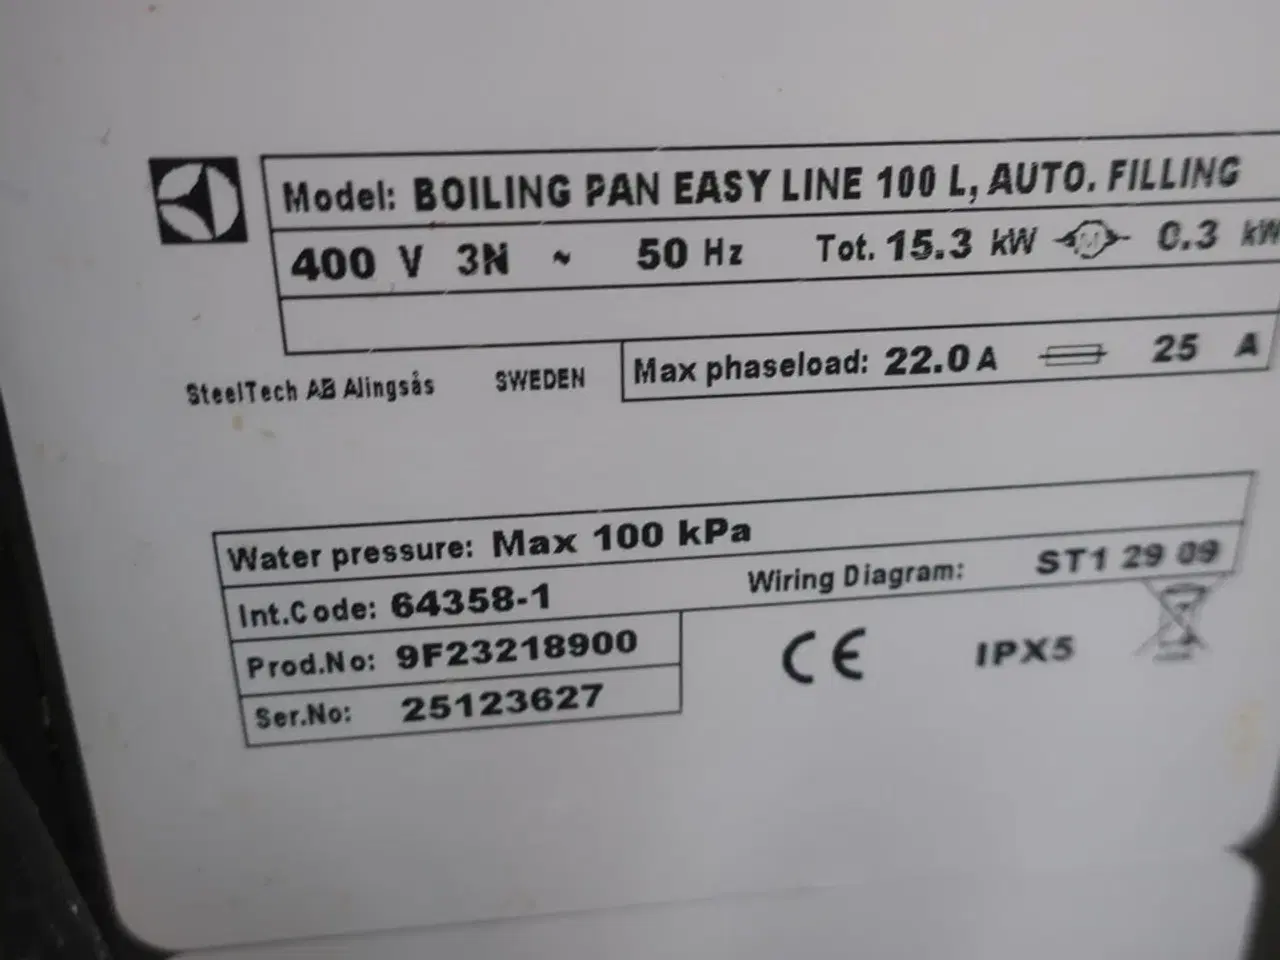 Model: BOILING PAN EASY LINE 100 L, AUTO. FILLING
400 V 3N ~ 50 Hz Tot. 15.3 kW M 0.3 kW
Max phaseload: 22.0 A 25 A
SteelTech AB Alingsås SWEDEN
Water pressure: Max 100 kPa
Int.Code: 64358-1 Wiring Diagram: ST1 29 09
Prod.No: 9F23218900
Ser.No: 25123627
CE IPX5